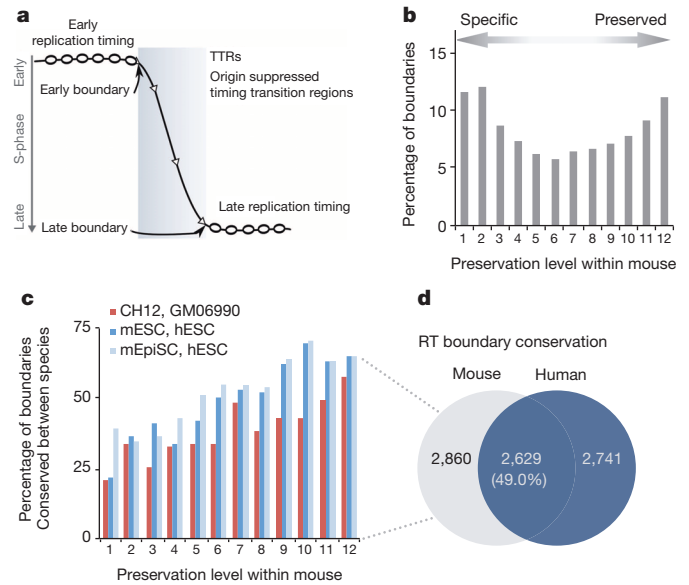 a
Early
replication timing
TTRs
Origin suppressed
timing transition regions
Early boundary
Early
S-phase
Late
Late replication timing
Late boundary
b
Specific
Preserved
Percentage of boundaries
15
10
5
0
1 2 3 4 5 6 7 8 9 10 11 12
Preservation level within mouse
c
CH12, GM06990
mESC, hESC
mEpiSC, hESC
Percentage of boundaries
Conserved between species
75
50
25
0
1 2 3 4 5 6 7 8 9 10 11 12
Preservation level within mouse
d
RT boundary conservation
Mouse Human
2,860 2,629 2,741
(49.0%)